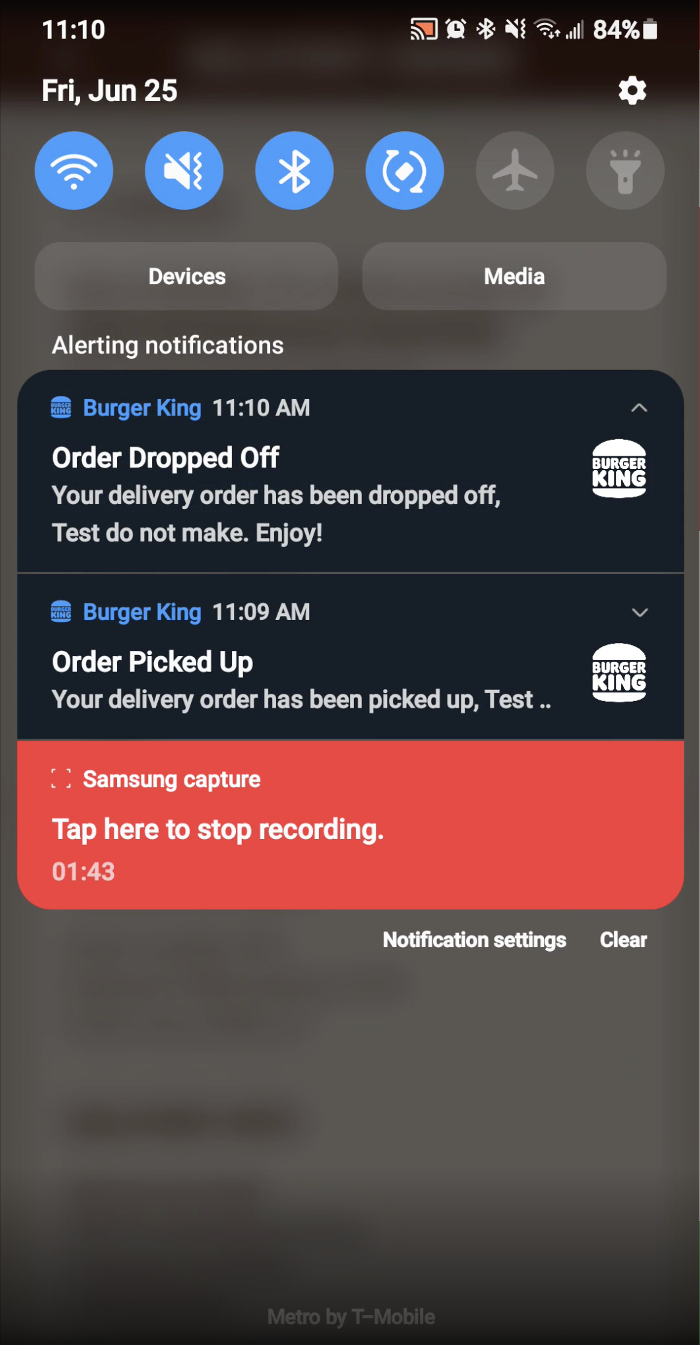 11:10
84%
Fri, Jun 25
Devices
Media
Alerting notifications
BURGER KING
Burger King 11:10 AM
Order Dropped Off
Your delivery order has been dropped off,
Test do not make. Enjoy!
BURGER
KING
BURGER KING
Burger King 11:09 AM
Order Picked Up
Your delivery order has been picked up, Test ..
BURGER
KING
Samsung capture
Tap here to stop recording.
01:43
Notification settings
Clear
Metro by T-Mobile